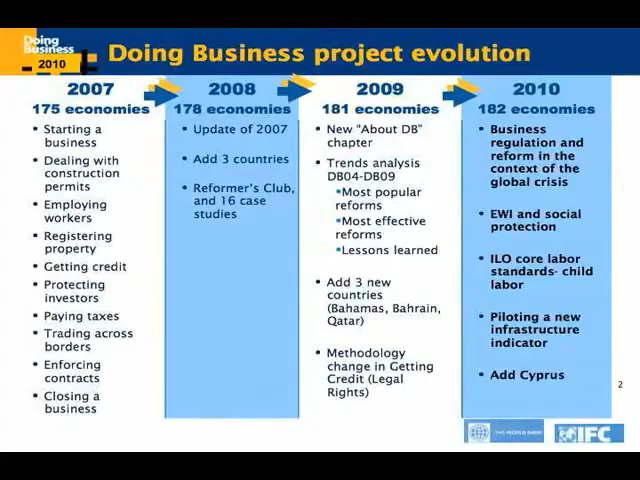 Doing
Business
2010
Doing Business project evolution
2007
175 economies
• Starting a
business
• Dealing with
construction
permits
• Employing
workers
• Registering
property
• Getting credit
• Protecting
investors
• Paying taxes
• Trading across
borders
• Enforcing
contracts
• Closing a
business
2008
178 economies
• Update of 2007
• Add 3 countries
• Reformer's Club,
and 16 case
studies
2009
181 economies
• New "About DB"
chapter
• Trends analysis
DB04-DB09
•Most popular
reforms
•Most effective
reforms
•Lessons learned
• Add 3 new
countries
(Bahamas, Bahrain,
Qatar)
• Methodology
change in Getting
Credit (Legal
Rights)
2010
182 economies
• Business
regulation and
reform in the
context of the
global crisis
• EWI and social
protection
• ILO core labor
standards- child
labor
• Piloting a new
infrastructure
indicator
• Add Cyprus
2
THE WORLD BANK
IFC